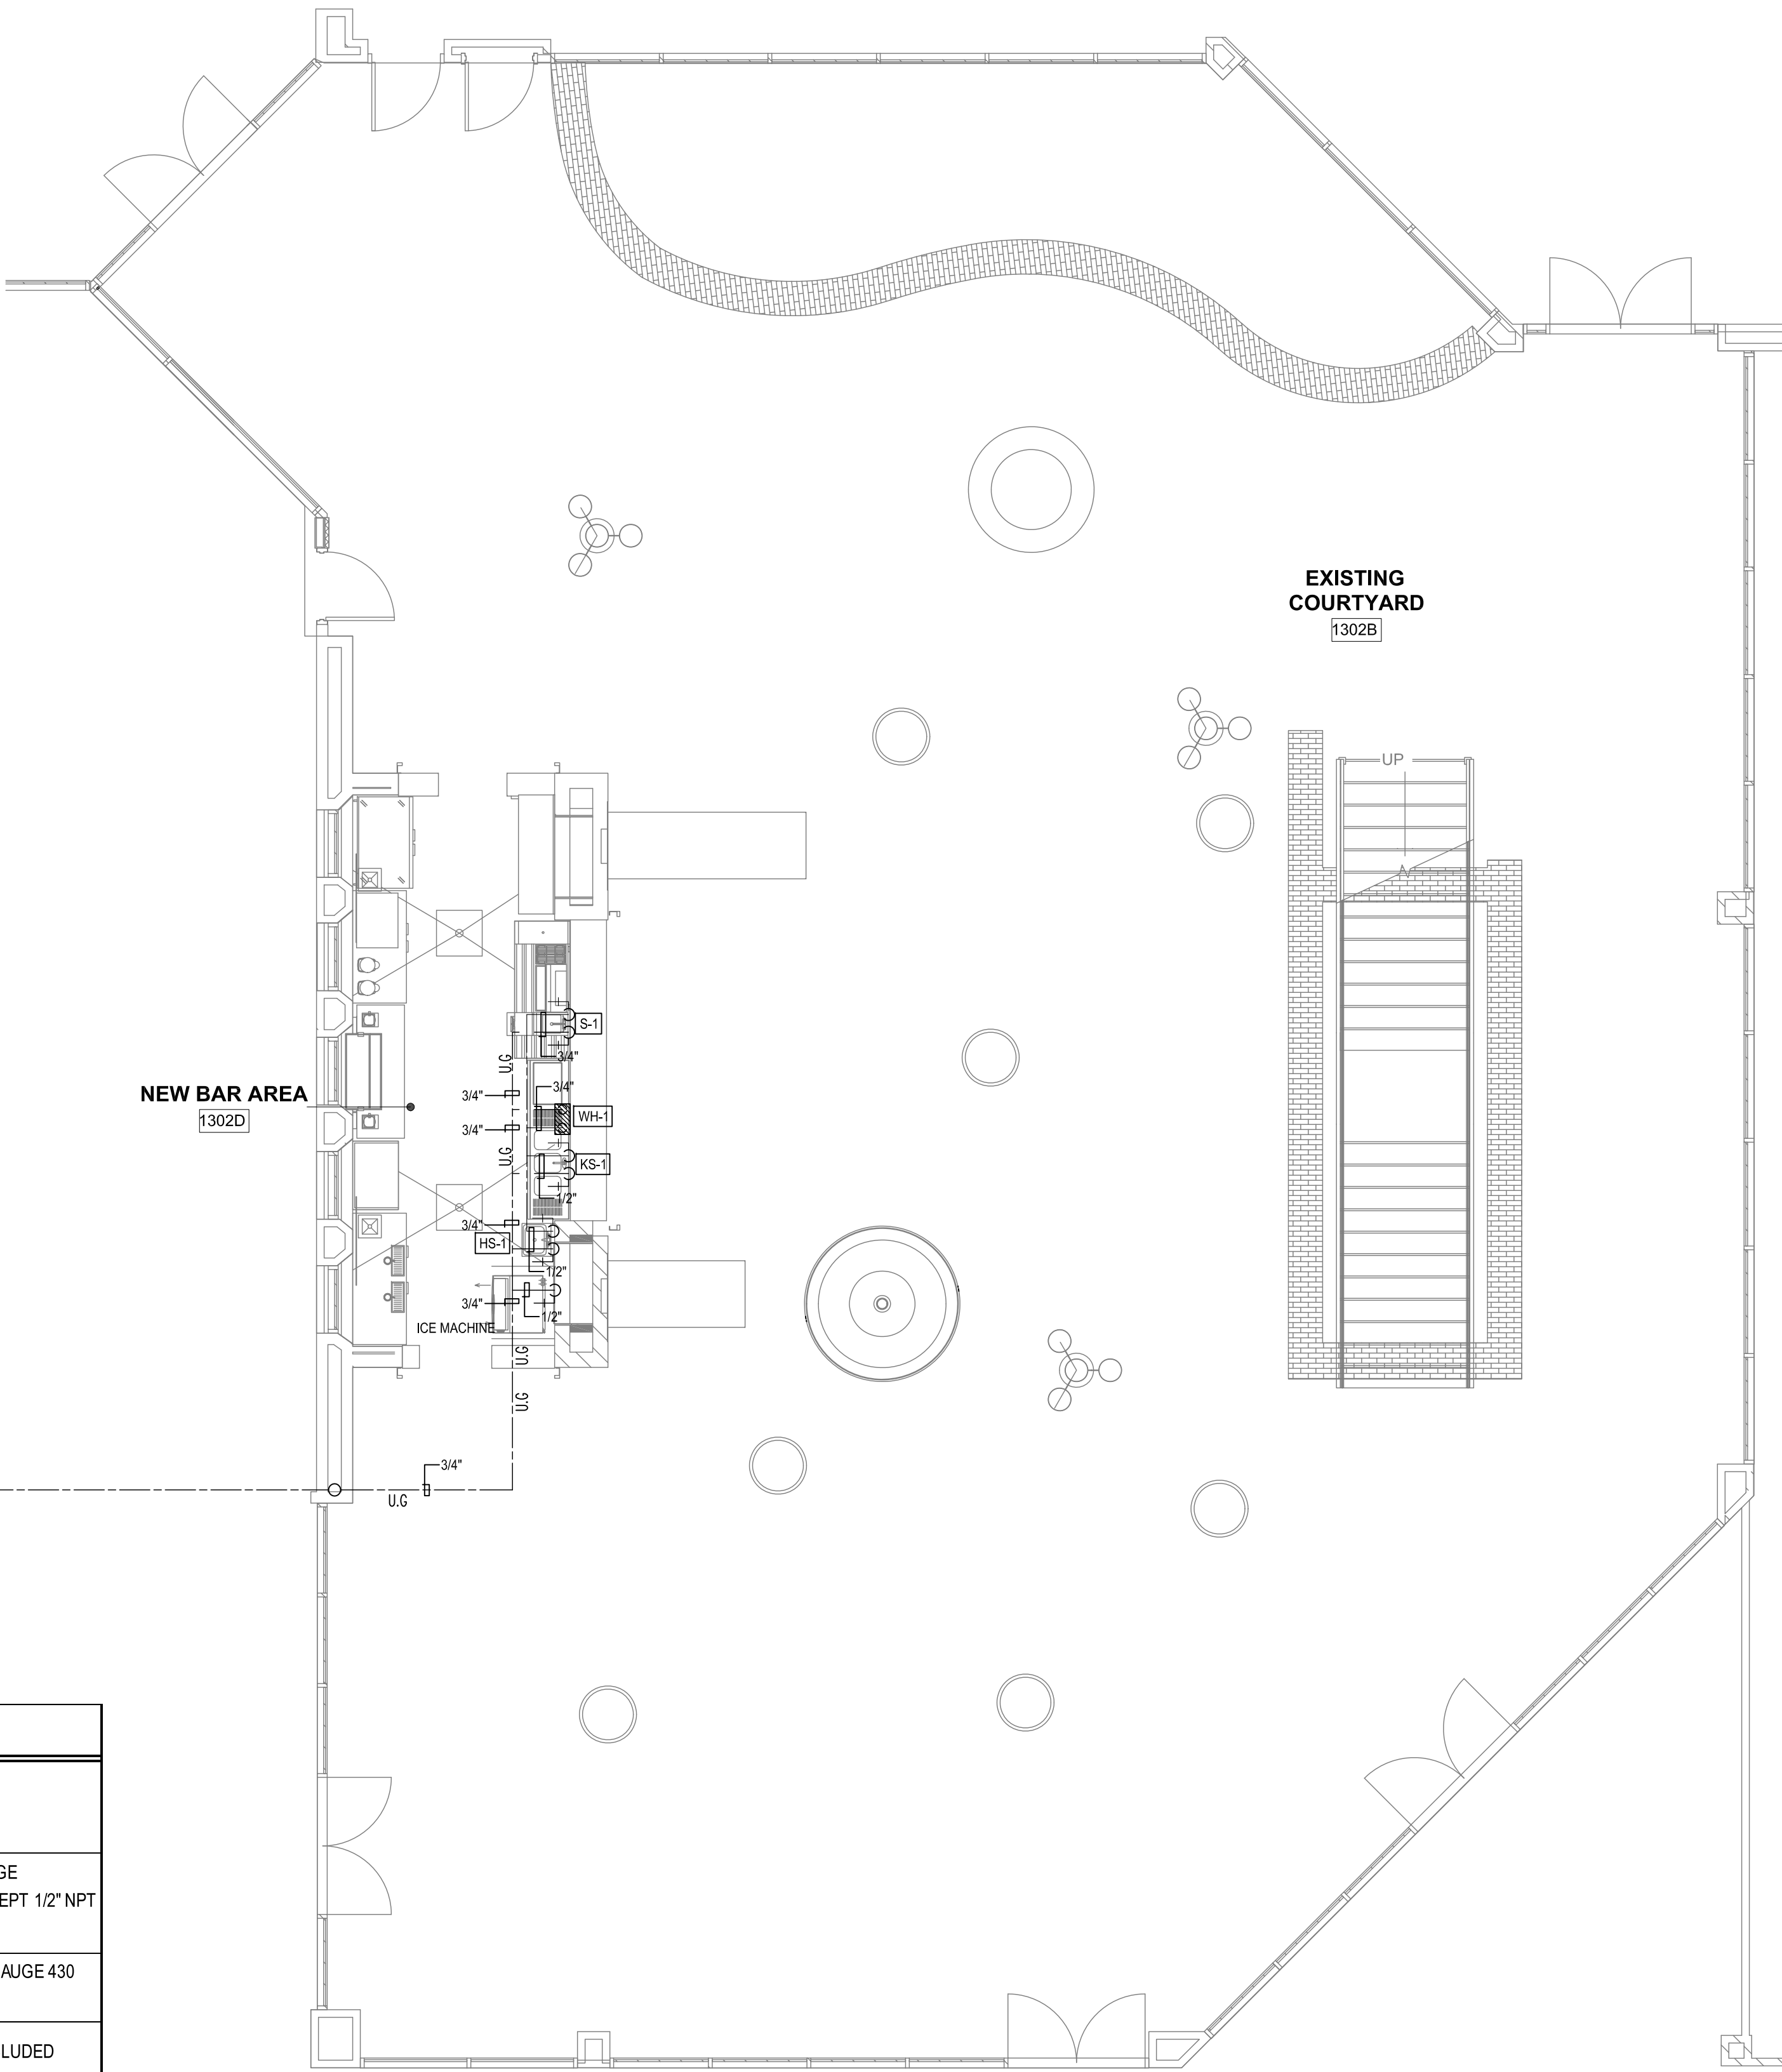 EXISTING
COURTYARD
1302B
UP
S-1
U.G
3/4"
NEW BAR AREA
1302D
3/4"
3/4"
WH-1
3/4"
U.G
KS-1
1/2"
3/4"
HS-1
1/2"
3/4"
1/2"
ICE MACHINE
U.G
U.G
3/4"
U.G
GE
EPT 1/2" NPT
AUGE 430
LUDED